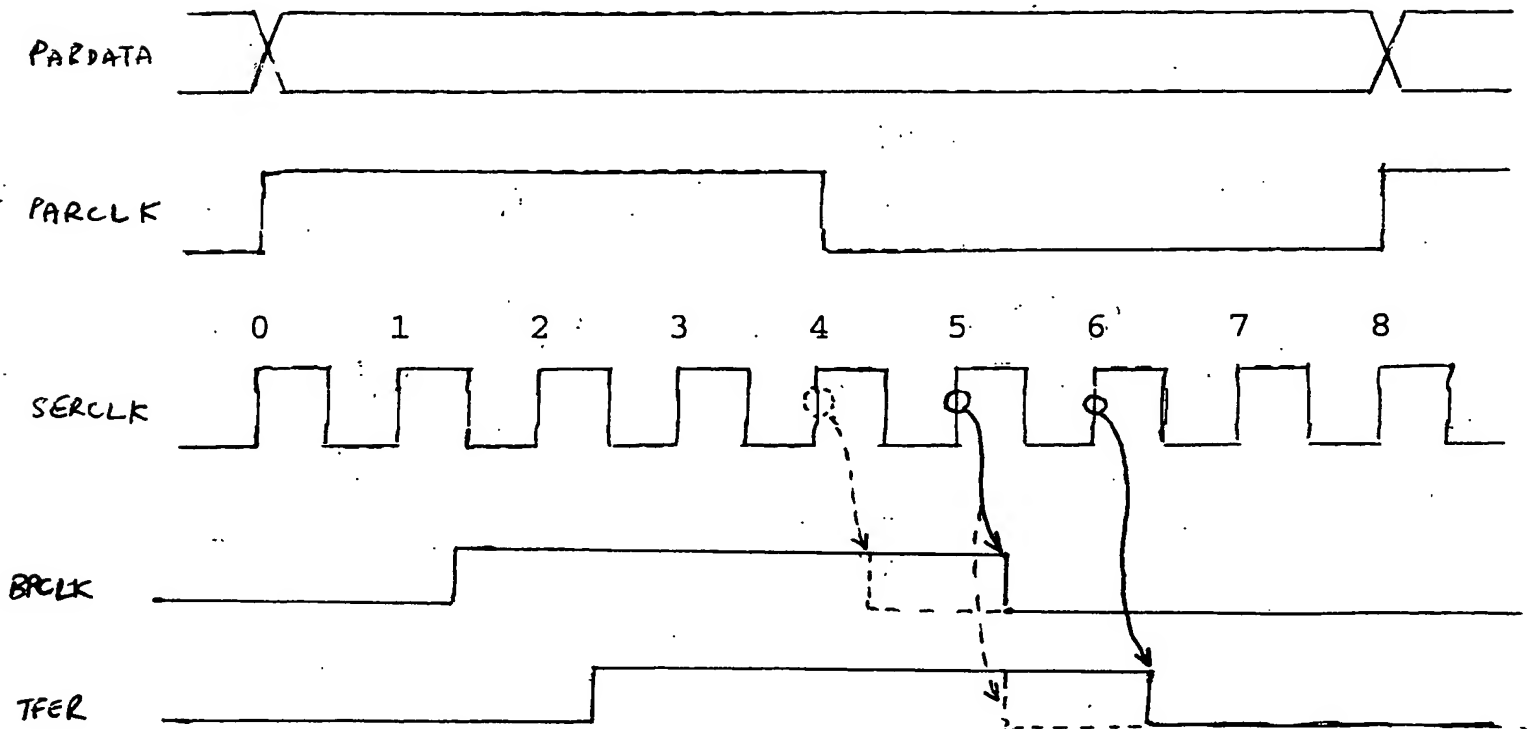 PARDATA
PARCLK
0 1 2 3 4 5 6 7 8
SERCLK
BPCLK
TFER